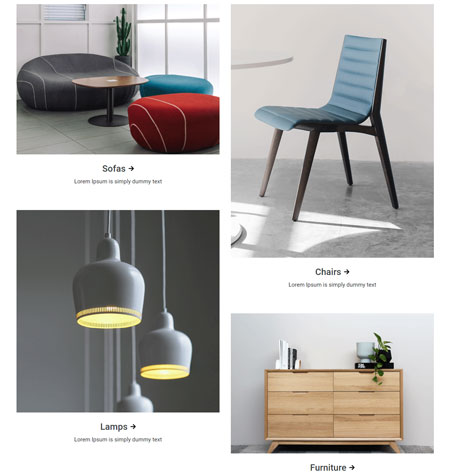 Sofas →
Lorem Ipsum is simply dummy text
Chairs →
Lorem Ipsum is simply dummy text
Lamps →
Lorem Ipsum is simply dummy text
Furniture →